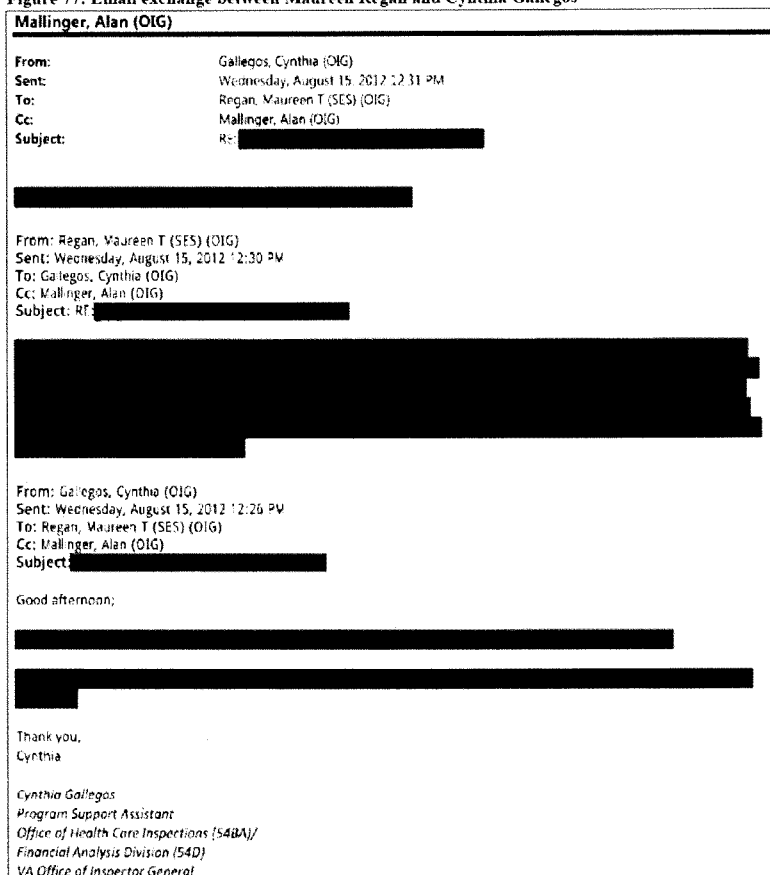 Figure 77. Email exchange between Maureen Regan and Cynthia Gallegos
Mallinger, Alan (OIG)
From: Gallegos, Cynthia (OIG)
Sent: Wednesday, August 15, 2012 12:31 PM
To: Regan, Maureen T (SES) (OIG)
Cc: Mallinger, Alan (OIG)
Subject: RE:
From: Regan, Maureen T (SES) (OIG)
Sent: Wednesday, August 15, 2012 12:30 PM
To: Gallegos, Cynthia (OIG)
Cc: Mallinger, Alan (OIG)
Subject: RE:
From: Gallegos, Cynthia (OIG)
Sent: Wednesday, August 15, 2012 12:26 PM
To: Regan, Maureen T (SES) (OIG)
Cc: Mallinger, Alan (OIG)
Subject:
Good afternoon;
Thank you,
Cynthia
Cynthia Gallegos
Program Support Assistant
Office of Health Care Inspections (54BA)/
Financial Analysis Division (54D)
VA Office of Inspector General